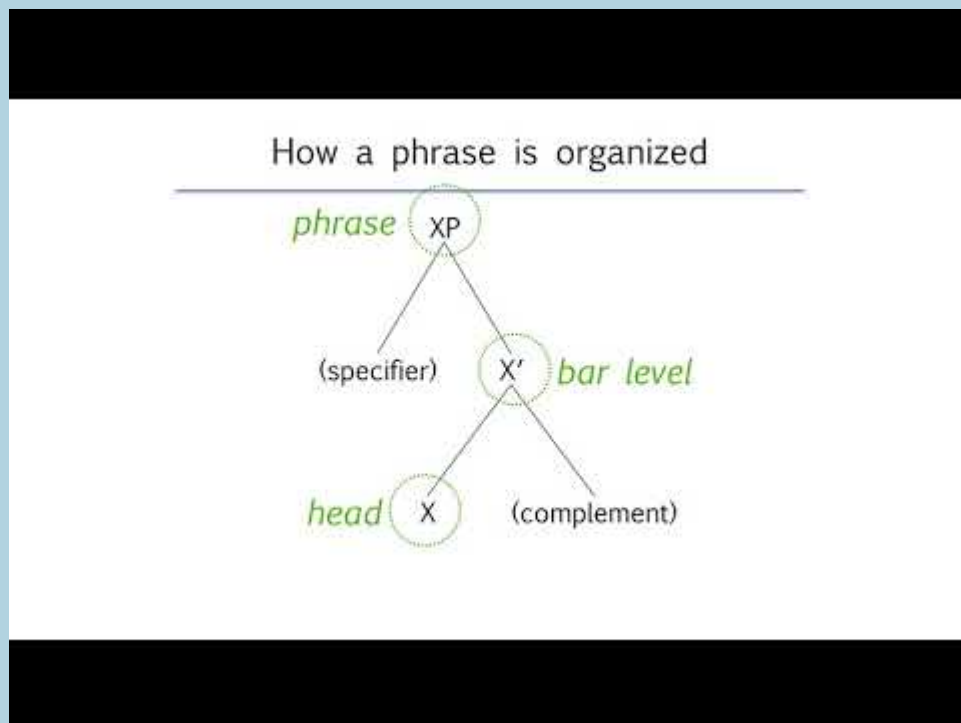 How a phrase is organized
phrase XP
(specifier) X' bar level
head X (complement)